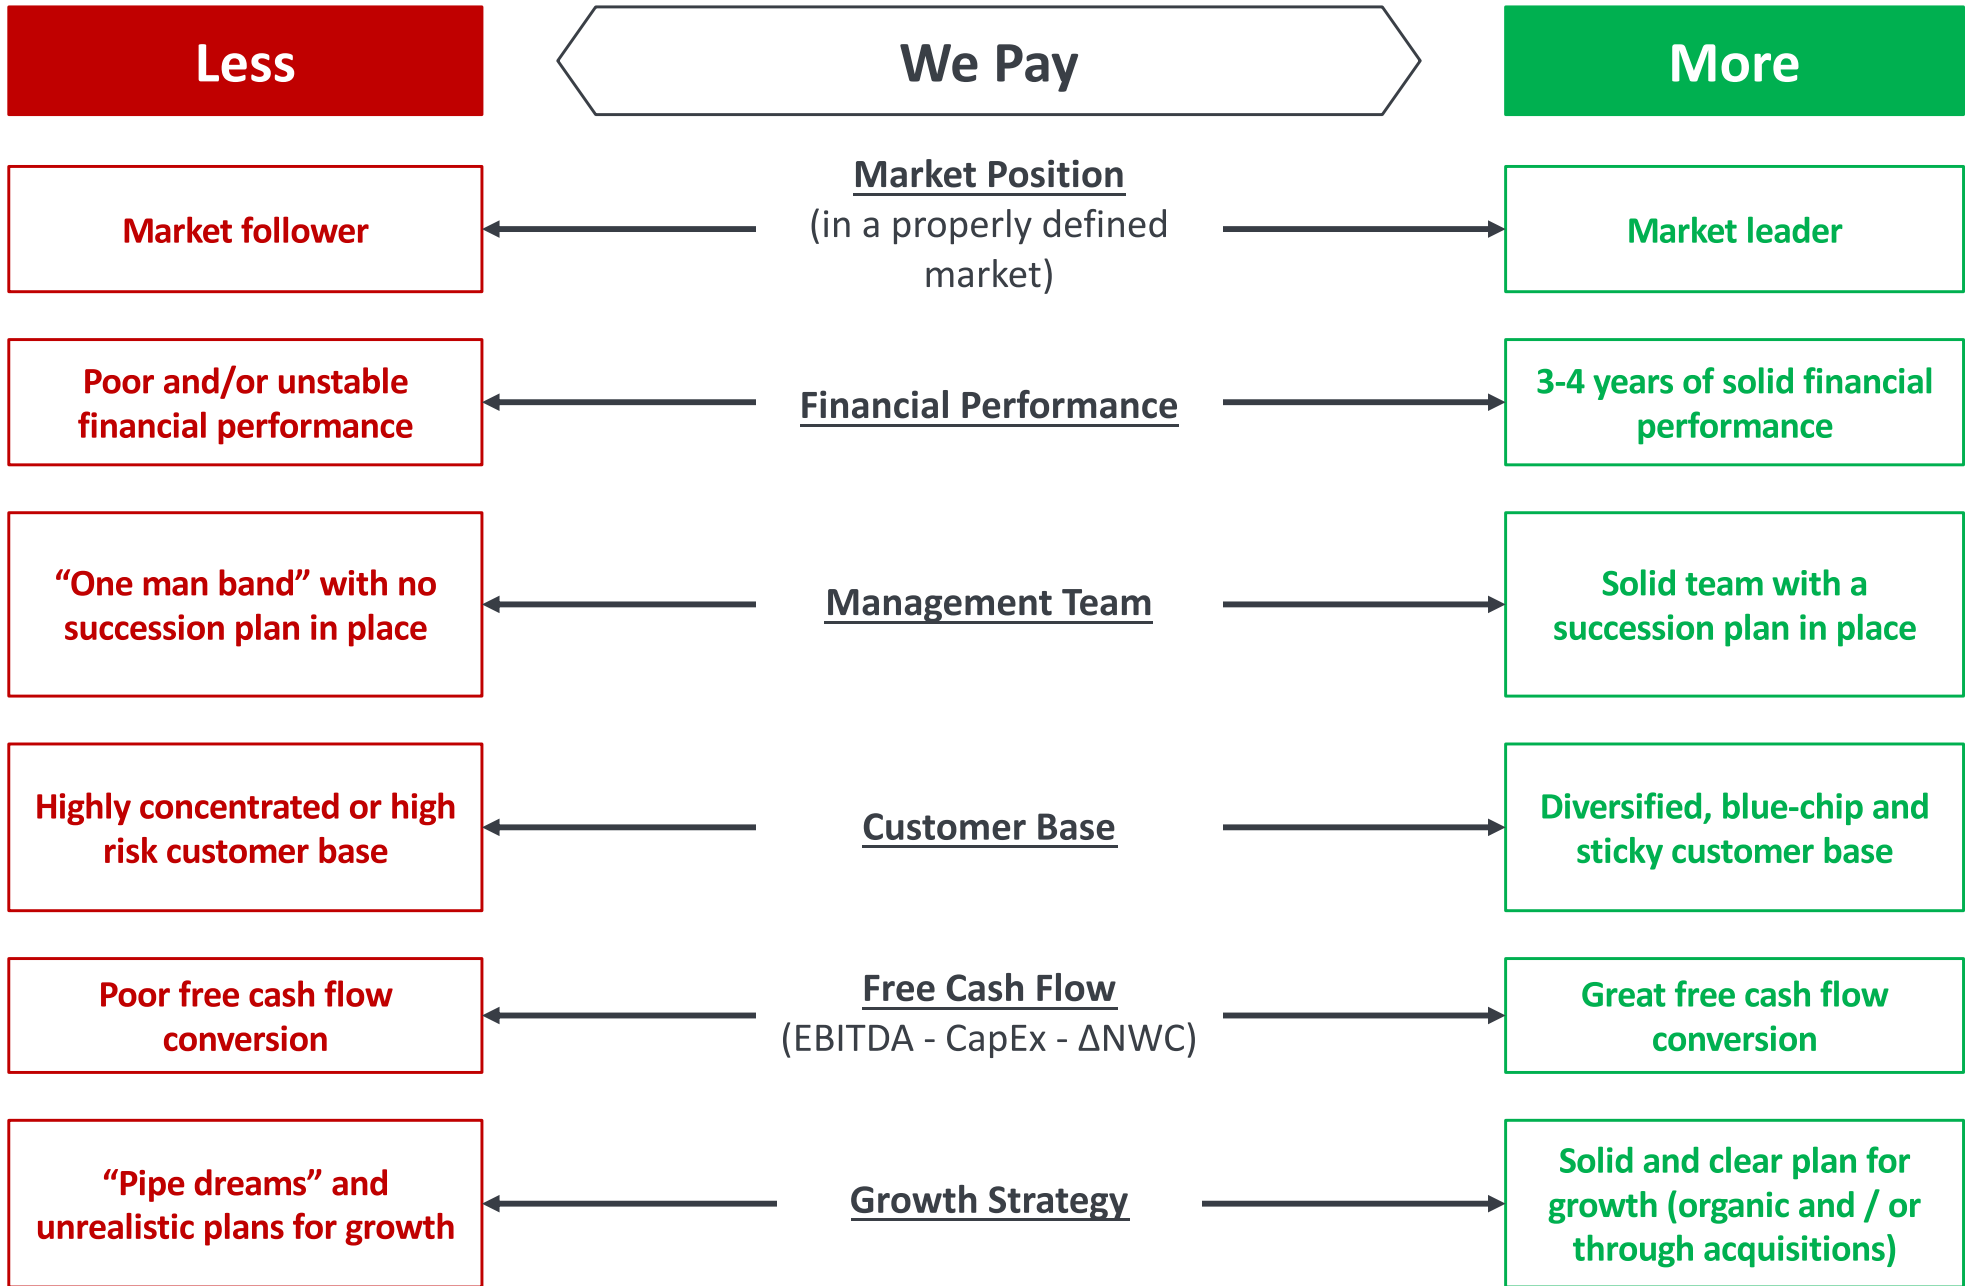 Less
We Pay
More
Market follower
Market Position
(in a properly defined
market)
Market leader
Poor and/or unstable
financial performance
Financial Performance
3-4 years of solid financial
performance
“One man band” with no
succession plan in place
Management Team
Solid team with a
succession plan in place
Highly concentrated or high
risk customer base
Customer Base
Diversified, blue-chip and
sticky customer base
Poor free cash flow
conversion
Free Cash Flow
(EBITDA - CapEx - ΔNWC)
Great free cash flow
conversion
“Pipe dreams” and
unrealistic plans for growth
Growth Strategy
Solid and clear plan for
growth (organic and / or
through acquisitions)